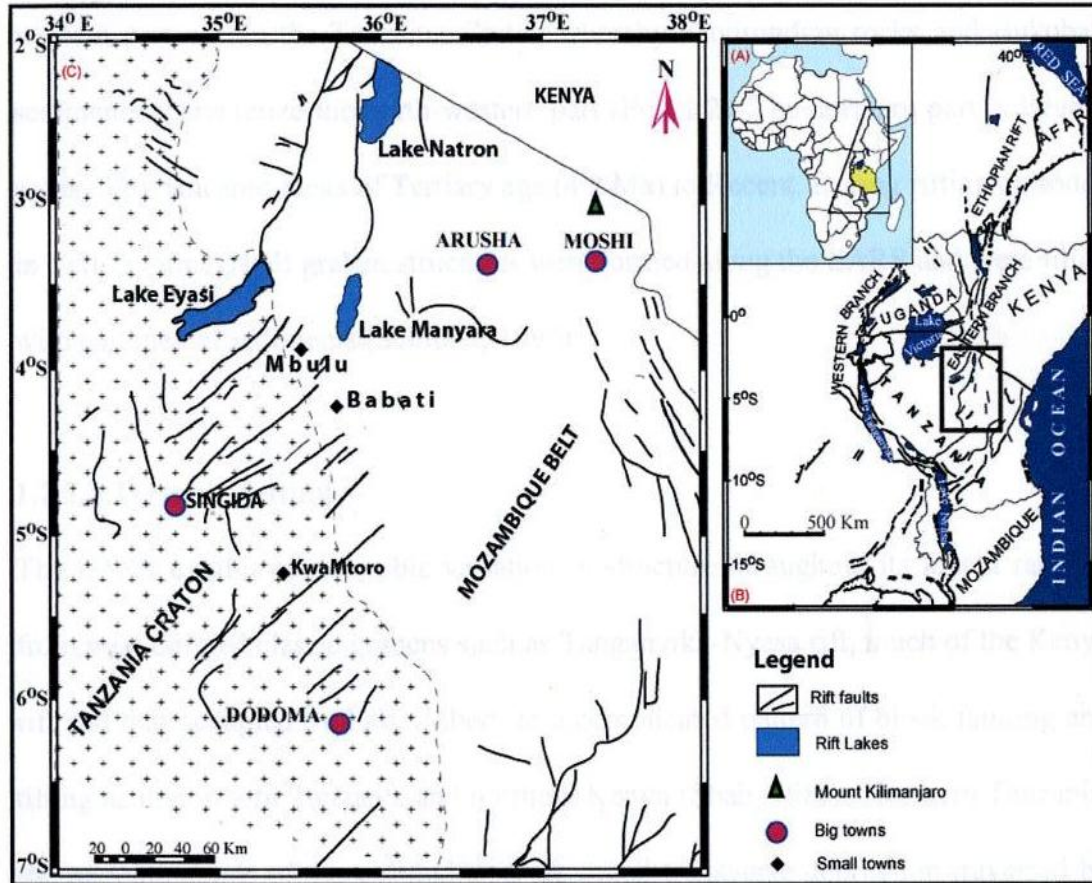 34°E 35°E 36°E 37°E 38°E
2°S
(C)
KENYA
N
Lake Natron
3°S
ARUSHA MOSHI
Lake Eyasi
Lake Manyara
4°S
Mbulu
Babati
MOZAMBIQUE BELT
SINGIDA
5°S
KwaMtoro
TANZANIA CRATON
6°S
DODOMA
20 0 20 40 60 Km
7°S
(A)
40°E
RED SEA
AFAR
ETHIOPIAN RIFT
WESTERN BRANCH
UGANDA
EASTERN BRANCH
KENYA
0°
Lake
Victoria
5°S
TANZA
10°S
0 500 Km
15°S
MOZAMBIQUE
INDIAN OCEAN
(B)
Legend
Rift faults
Rift Lakes
Mount Kilimanjaro
Big towns
Small towns